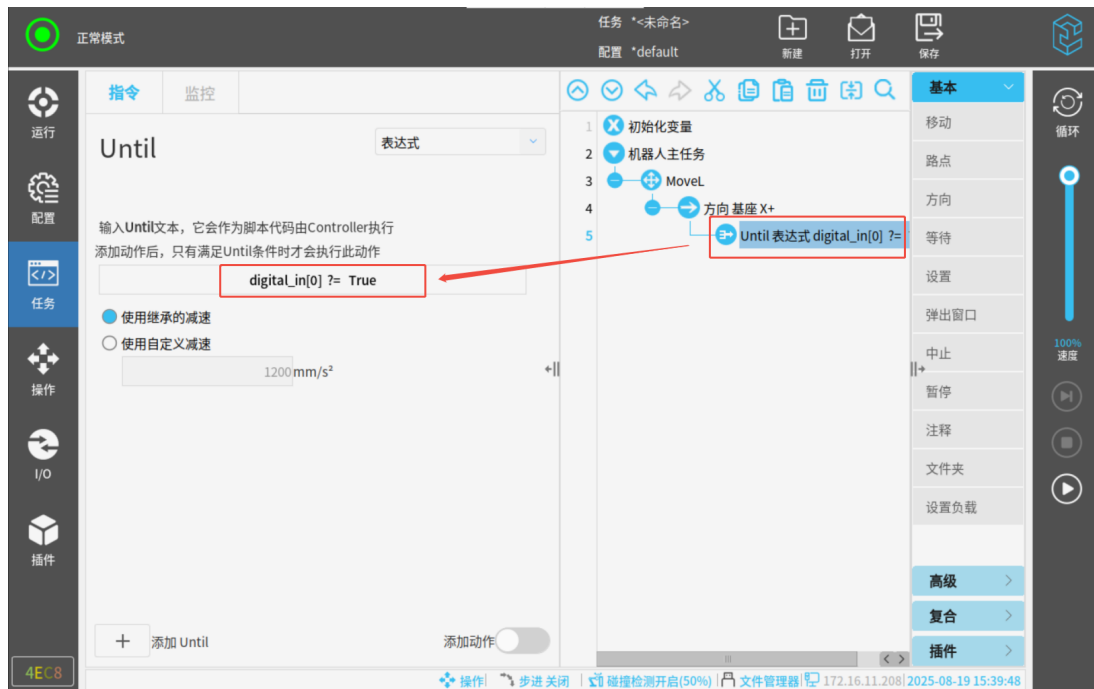 任务 *<未命名>
正常模式
配置 *default
新建
打开
保存
运行
配置
任务
操作
I/O
插件
4EC8
指令
监控
Until
表达式
输入Until文本，它会作为脚本代码由Controller执行
添加动作后，只有满足Until条件时才会执行此动作
digital_in[0] ?= True
使用继承的减速
使用自定义减速
1200 mm/s²
添加 Until
添加动作
1 初始化变量
2 机器人主任务
3 MoveL
4 方向 基座 X+
5 Until 表达式 digital_in[0] ?=
基本
移动
路点
方向
等待
设置
弹出窗口
中止
暂停
注释
文件夹
设置负载
高级
复合
插件
循环
100%
速度
操作 步进 关闭 碰撞检测开启(50%) 文件管理器 172.16.11.208 2025-08-19 15:39:48